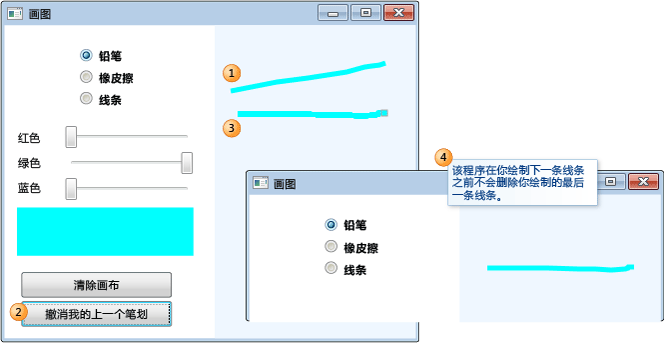 画图
铅笔
橡皮擦
线条
红色
绿色
蓝色
清除画布
2
撤消我的上一个笔划
1
3
4
该程序在你绘制下一条线条
之前不会删除你绘制的最后
一条线条。
画图
铅笔
橡皮擦
线条